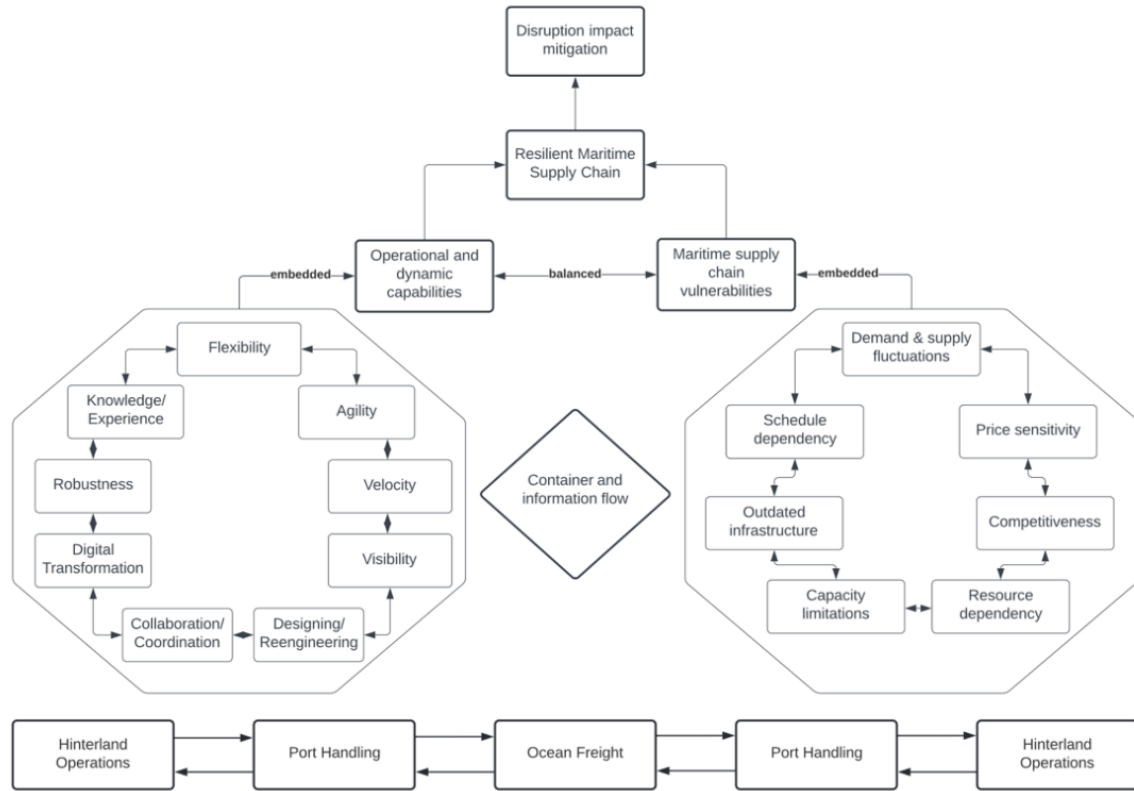 Disruption impact
mitigation
Resilient Maritime
Supply Chain
Operational and
dynamic
capabilities
Maritime supply
chain
vulnerabilities
embedded
balanced
embedded
Flexibility
Knowledge/
Experience
Agility
Robustness
Velocity
Digital
Transformation
Visibility
Collaboration/
Coordination
Designing/
Reengineering
Container and
information flow
Demand & supply
fluctuations
Schedule
dependency
Price sensitivity
Outdated
infrastructure
Competitiveness
Capacity
limitations
Resource
dependency
Hinterland
Operations
Port Handling
Ocean Freight
Port Handling
Hinterland
Operations